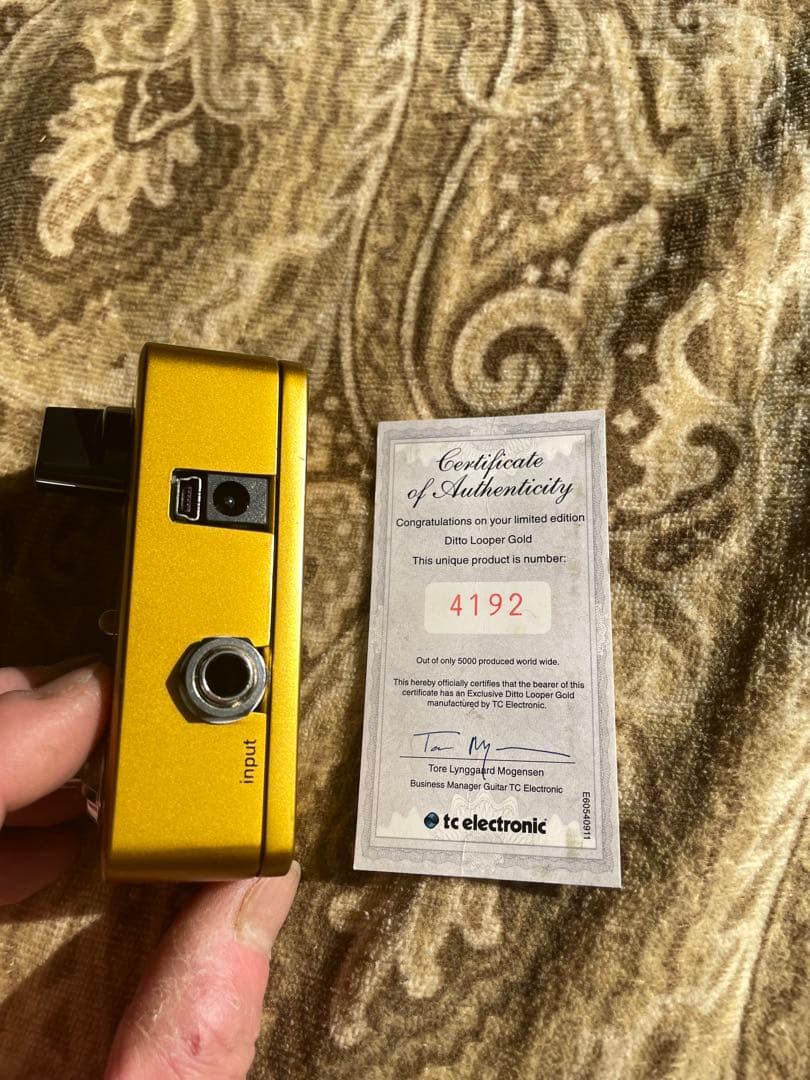 input
Certificate
of Authenticity
Congratulations on your limited edition
Ditto Looper Gold
This unique product is number:
4192
Out of only 5000 produced world wide.
This hereby officially certifies that the bearer of this
certificate has an Exclusive Ditto Looper Gold
manufactured by TC Electronic.
Tore Lynggaard Mogensen
Business Manager Guitar TC Electronic
tc electronic
E60540911